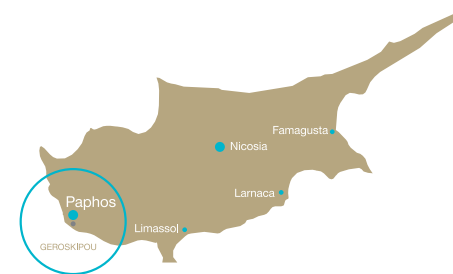 Famagusta
Nicosia
Larnaca
Paphos
Limassol
GEROSKIPOU